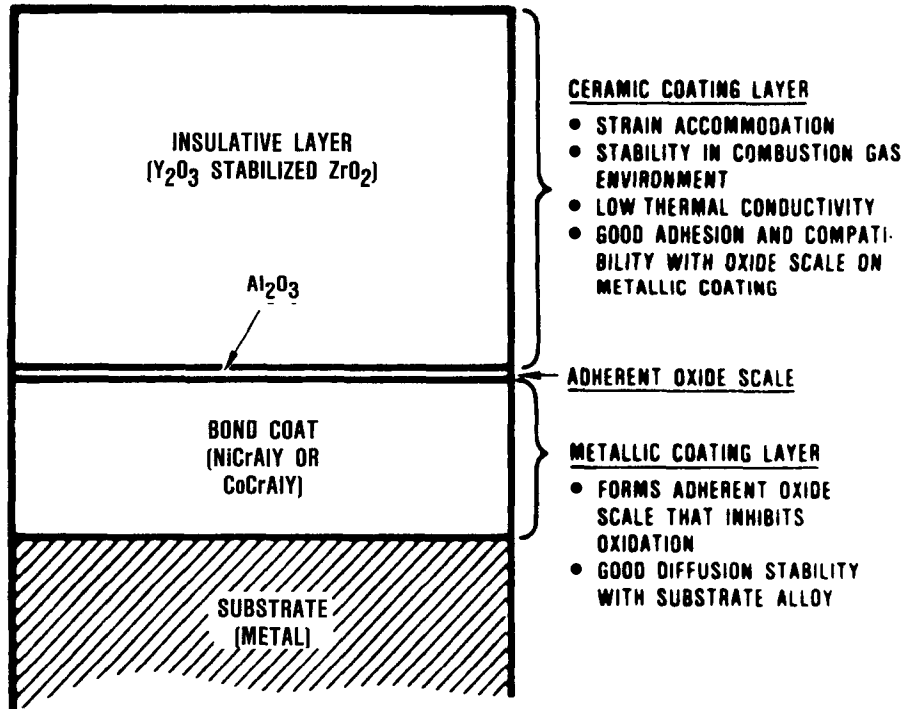 INSULATIVE LAYER
(Y2O3 STABILIZED ZrO2)
Al2O3
BOND COAT
(NiCrAlY OR
CoCrAlY)
SUBSTRATE
(METAL)
CERAMIC COATING LAYER
• STRAIN ACCOMMODATION
• STABILITY IN COMBUSTION GAS
ENVIRONMENT
• LOW THERMAL CONDUCTIVITY
• GOOD ADHESION AND COMPATI-
BILITY WITH OXIDE SCALE ON
METALLIC COATING
ADHERENT OXIDE SCALE
METALLIC COATING LAYER
• FORMS ADHERENT OXIDE
SCALE THAT INHIBITS
OXIDATION
• GOOD DIFFUSION STABILITY
WITH SUBSTRATE ALLOY